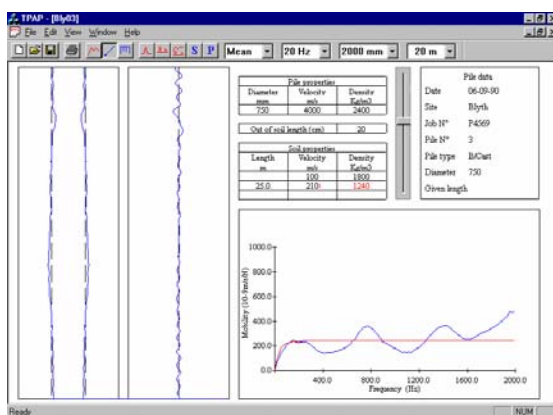 TPAP - [Bly03]
File Edit View Window Help
S P Mean 20 Hz 2000 mm 20 m
Pile properties
Diameter Velocity Density
mm m/s Kg/m3
750 4000 2400
Out of soil length (cm) 20
Soil properties
Length Velocity Density
m m/s Kg/m3
100 1800
25.0 210 1240
Pile data
Date 06-09-90
Site Blyth
Job N° P4569
Pile N° 3
Pile type B/Cast
Diameter 750
Given length
Mobility (10-9m/s/N)
1000.0
800.0
600.0
400.0
200.0
0.0
400.0 800.0 1200.0 1600.0 2000.0
Frequency (Hz)
Ready NUM